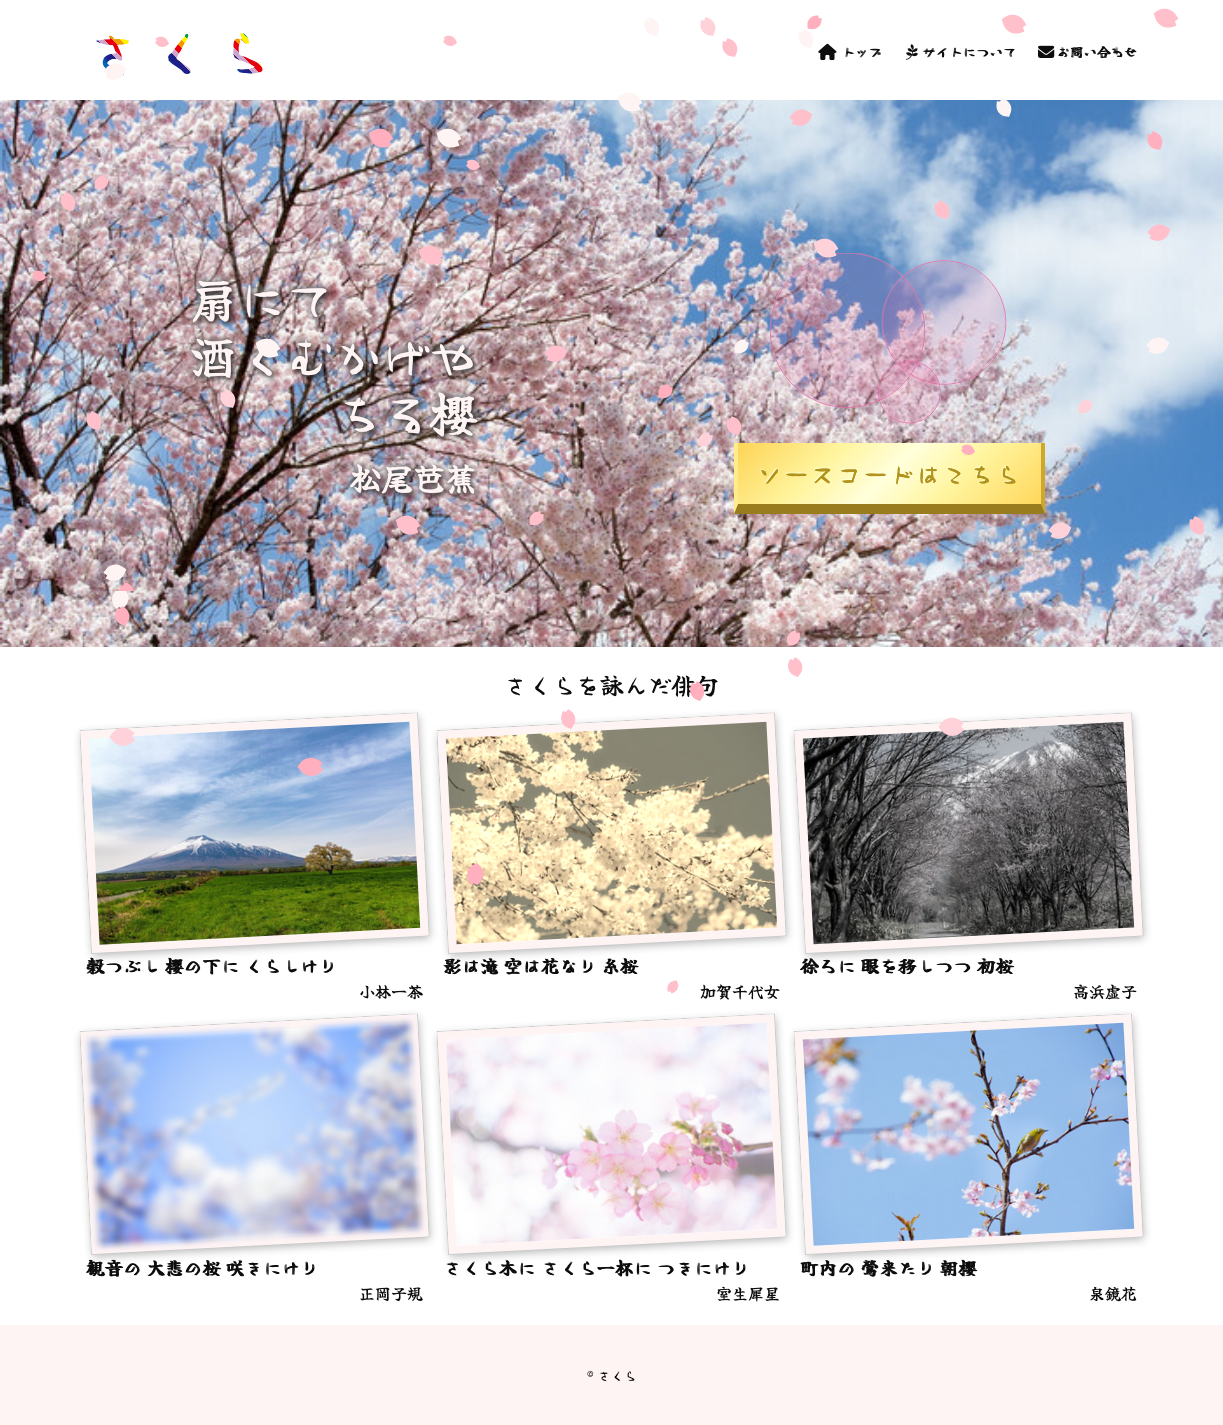 さくら
トップ
サイトについて
お問い合わせ
扇にて
酒くむかげや
ちる櫻
松尾芭蕉
ソースコードはこちら
さくらを詠んだ俳句
穀つぶし 櫻の下に くらしけり
小林一茶
影は滝 空は花なり 糸桜
加賀千代女
徐ろに 眼を移しつつ 初桜
高浜虚子
観音の 大悲の桜 咲きにけり
正岡子規
さくら木に さくら一杯に つきにけり
室生犀星
町内の 鶯来たり 朝櫻
泉鏡花
© さくら